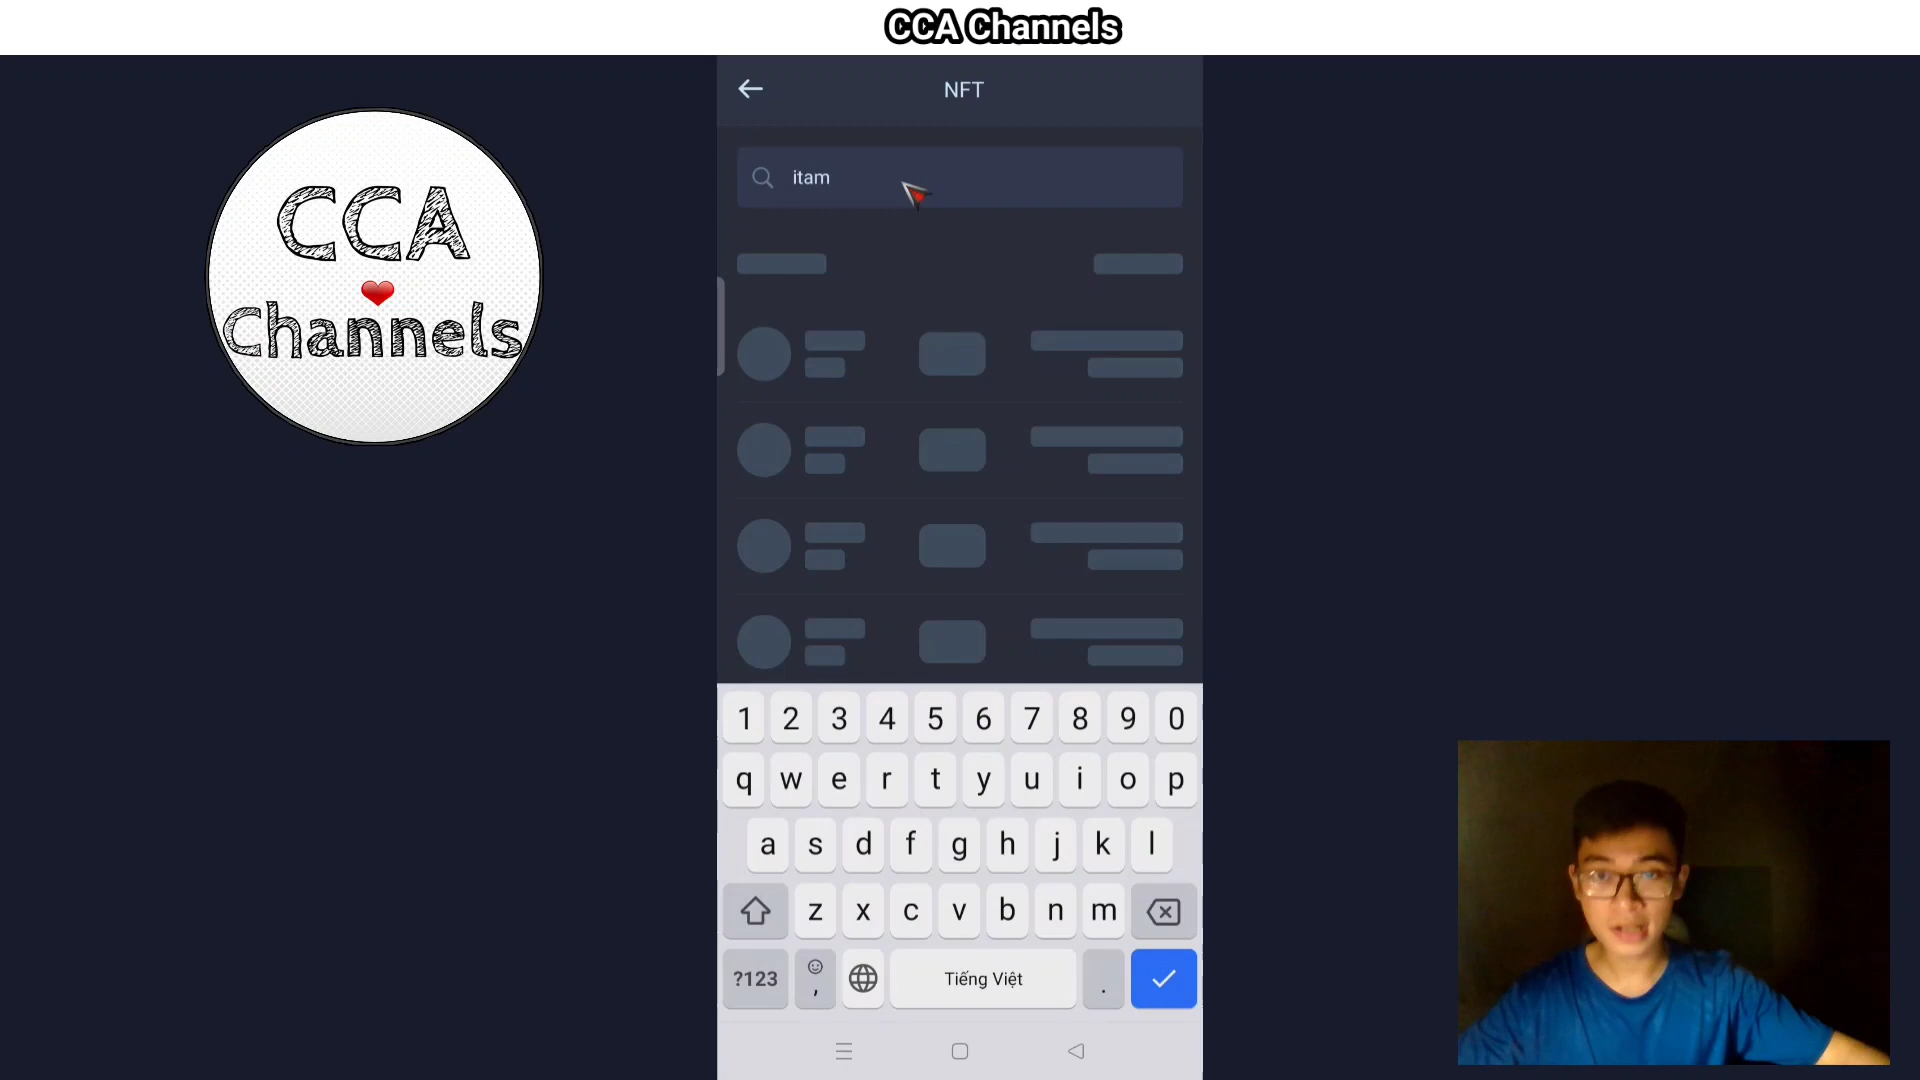 CCA Channels
NFT
itam
CCA
Channels
1 2 3 4 5 6 7 8 9 0
q w e r t y u i o p
a s d f g h j k l
z x c v b n m
?123 , Tiếng Việt .